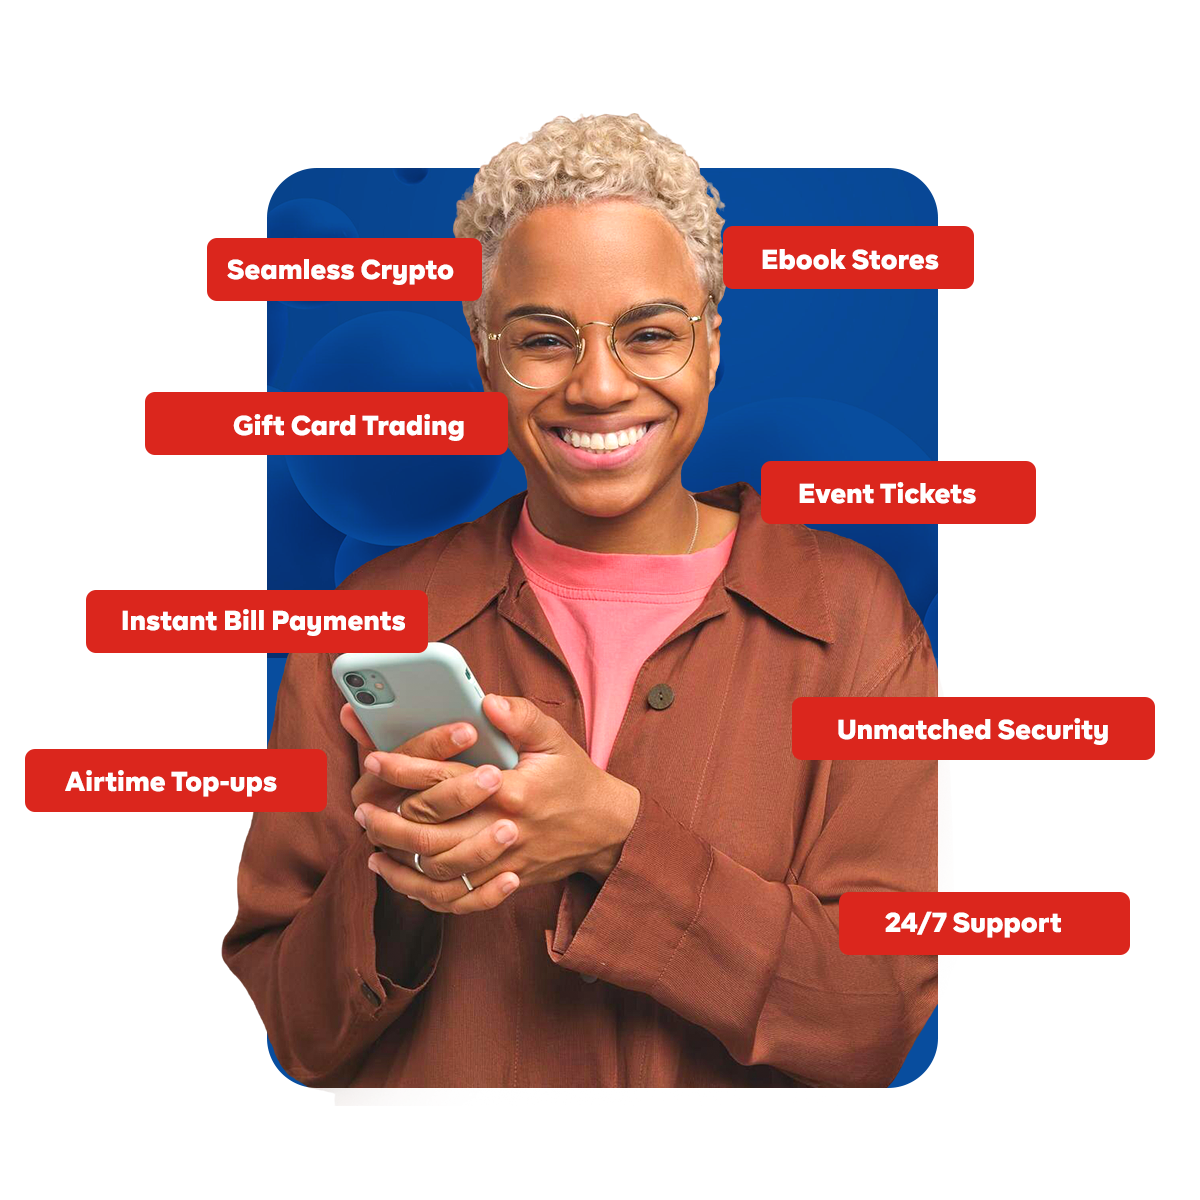 Seamless Crypto
Ebook Stores
Gift Card Trading
Event Tickets
Instant Bill Payments
Unmatched Security
Airtime Top-ups
24/7 Support